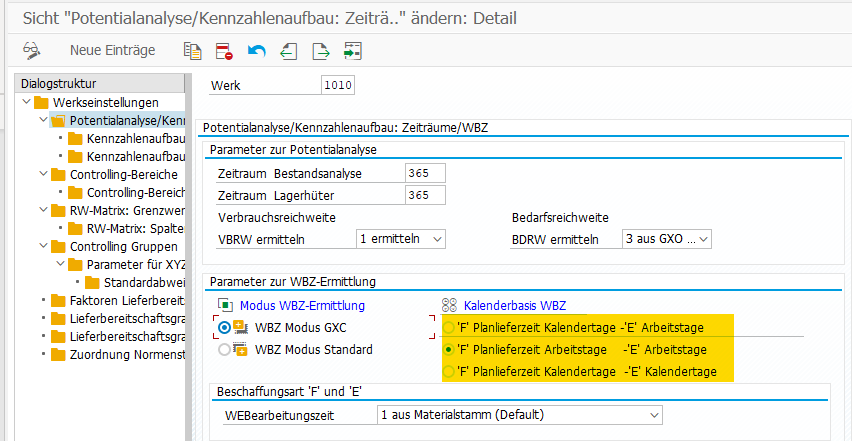 Sicht "Potentialanalyse/Kennzahlenaufbau: Zeiträ.." ändern: Detail
Neue Einträge
Dialogstruktur
Werkseinstellungen
Potentialanalyse/Kenn
Kennzahlenaufbau
Kennzahlenaufbau
Controlling-Bereiche
Controlling-Bereich
RW-Matrix: Grenzwer
RW-Matrix: Spalte
Controlling Gruppen
Parameter für XYZ
Standardabwei
Faktoren Lieferbereits
Lieferbereitschaftsgra
Lieferbereitschaftsgra
Zuordnung Normenst
Werk 1010
Potentialanalyse/Kennzahlenaufbau: Zeiträume/WBZ
Parameter zur Potentialanalyse
Zeitraum Bestandsanalyse 365
Zeitraum Lagerhüter 365
Verbrauchsreichweite Bedarfsreichweite
VBRW ermitteln 1 ermitteln BDRW ermitteln 3 aus GXO ...
Parameter zur WBZ-Ermittlung
Modus WBZ-Ermittlung Kalenderbasis WBZ
WBZ Modus GXC 'F' Planlieferzeit Kalendertage -'E' Arbeitstage
WBZ Modus Standard 'F' Planlieferzeit Arbeitstage -'E' Arbeitstage
'F' Planlieferzeit Kalendertage -'E' Kalendertage
Beschaffungsart 'F' und 'E'
WEBearbeitungszeit 1 aus Materialstamm (Default)